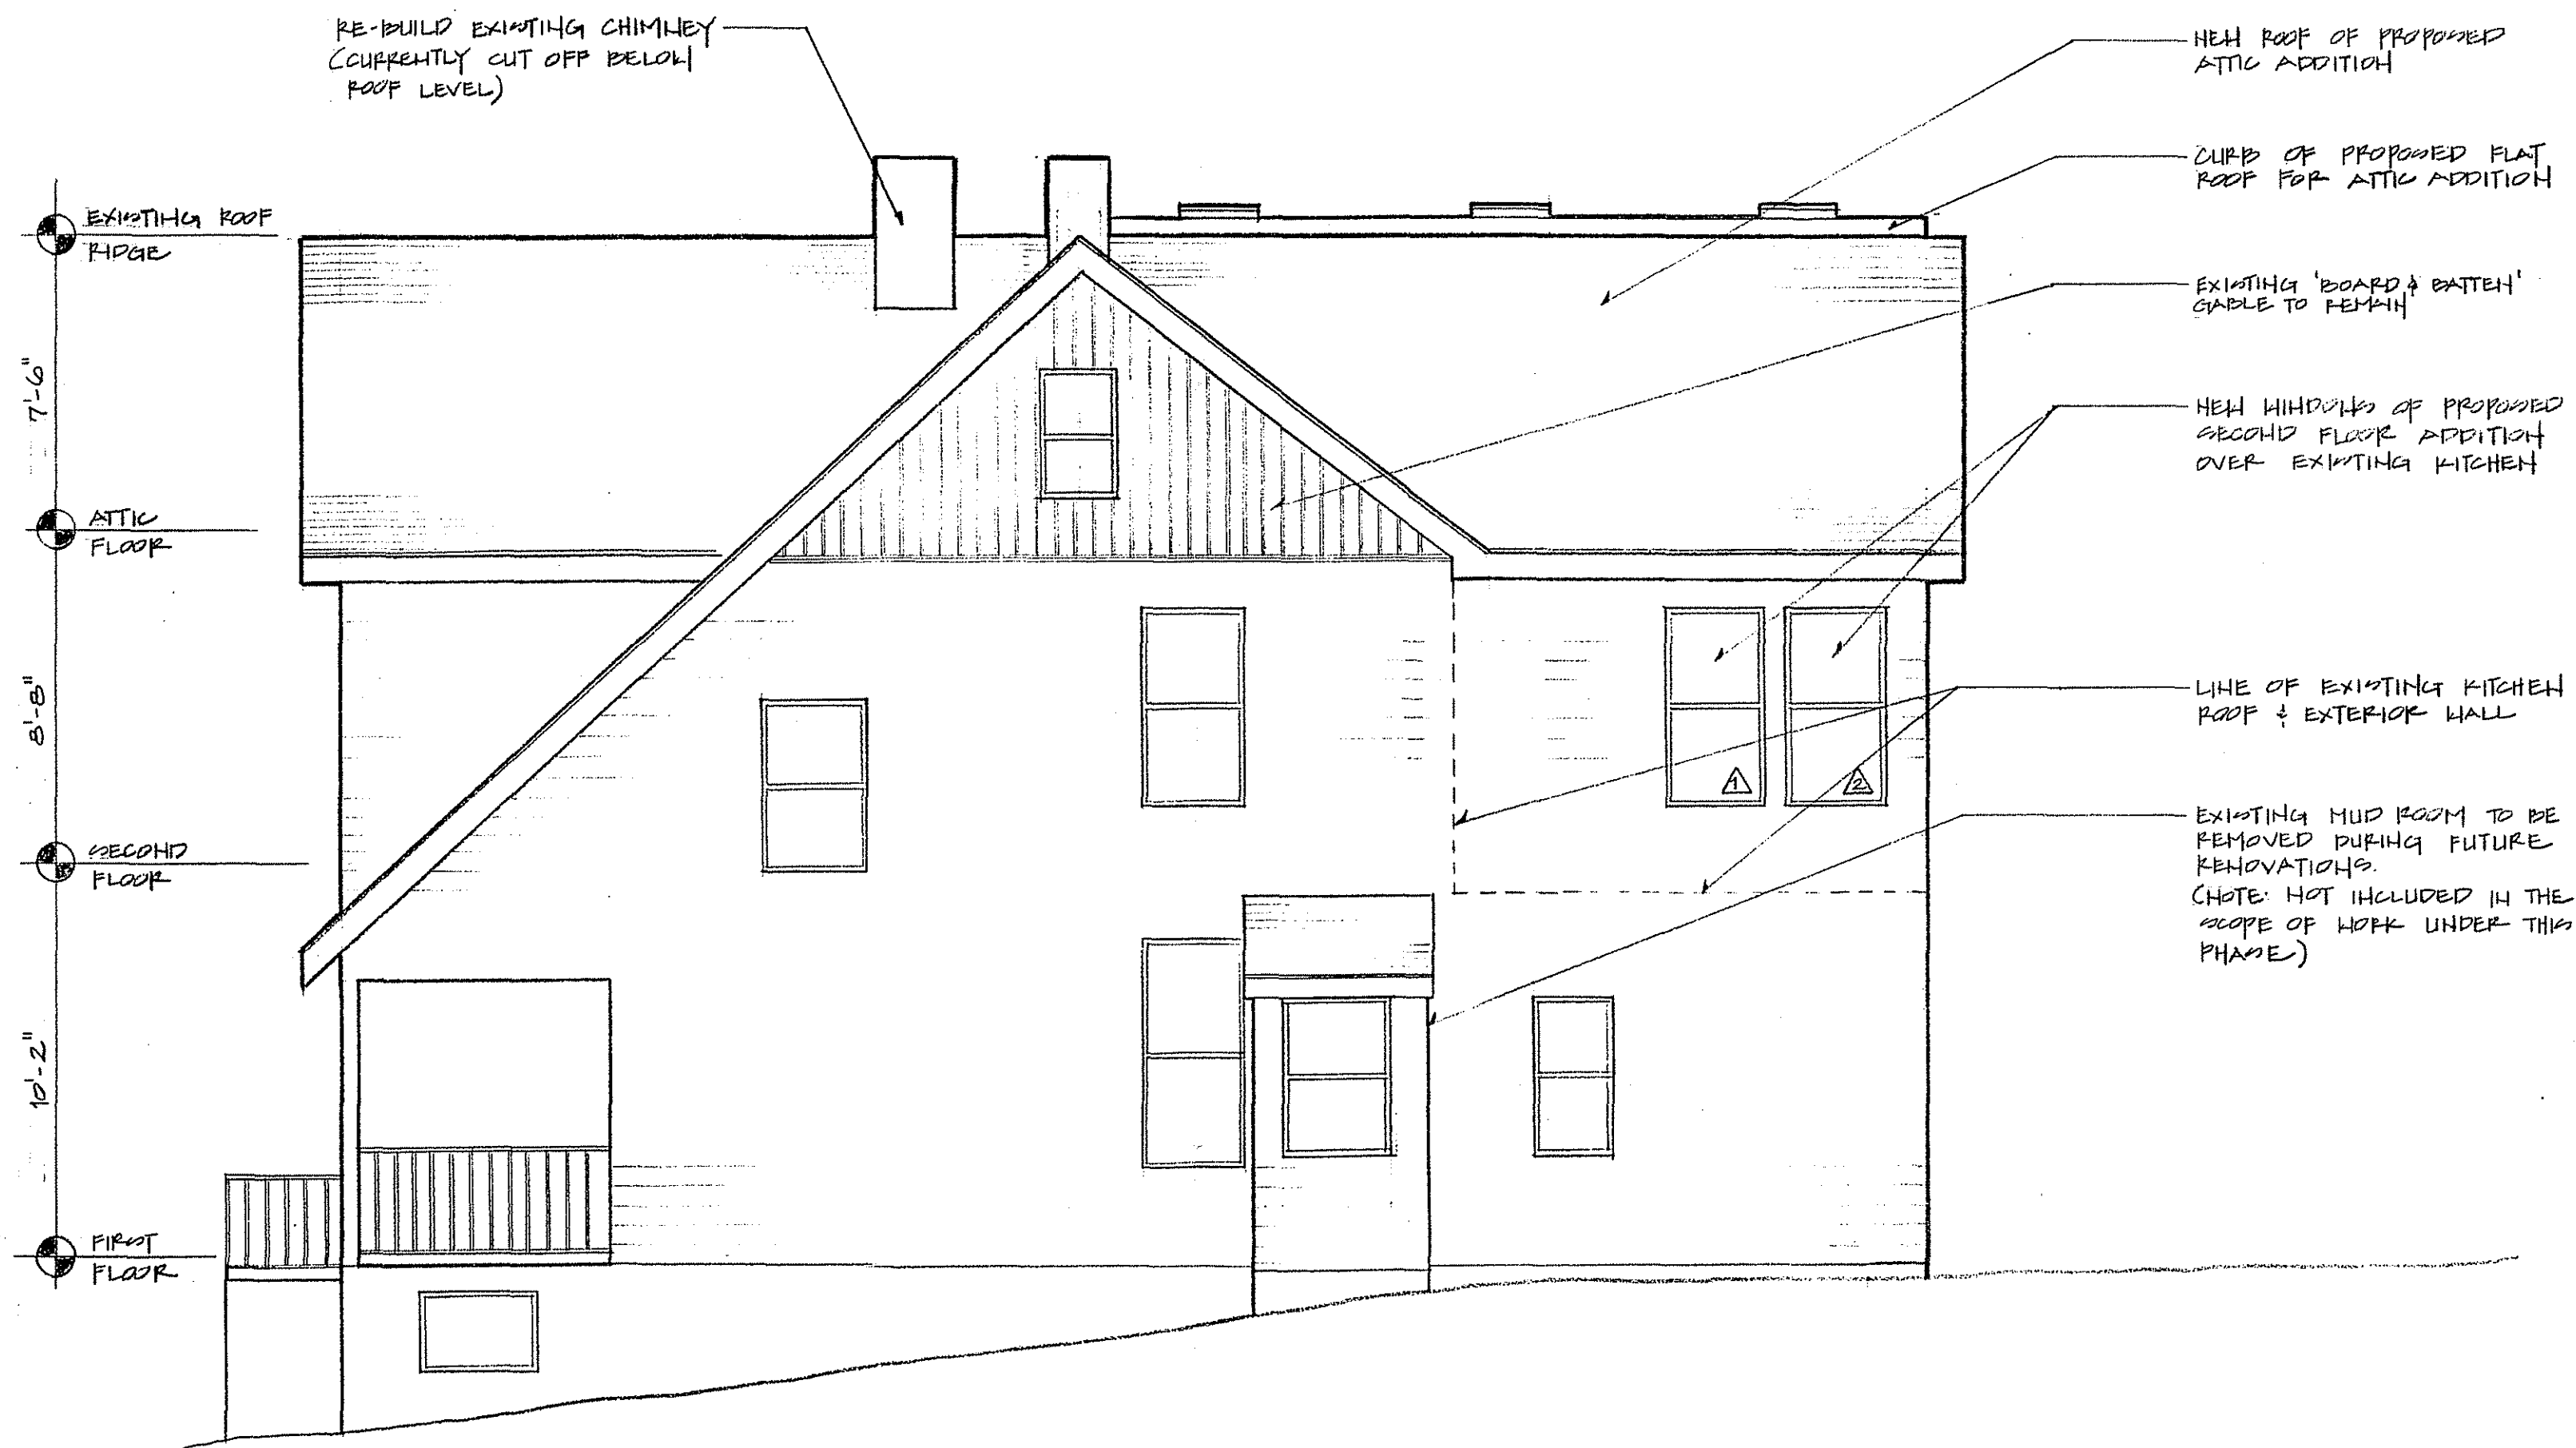 RE-BUILD EXISTING CHIMNEY
(CURRENTLY CUT OFF BELOW
ROOF LEVEL)
NEW ROOF OF PROPOSED
ATTIC ADDITION
CURB OF PROPOSED FLAT
ROOF FOR ATTIC ADDITION
EXISTING 'BOARD & BATTEN'
GABLE TO REMAIN
NEW WINDOWS OF PROPOSED
SECOND FLOOR ADDITION
OVER EXISTING KITCHEN
LINE OF EXISTING KITCHEN
ROOF & EXTERIOR WALL
EXISTING MUD ROOM TO BE
REMOVED DURING FUTURE
RENOVATIONS.
(NOTE: NOT INCLUDED IN THE
SCOPE OF WORK UNDER THIS
PHASE)
EXISTING ROOF
RIDGE
7'-6"
ATTIC
FLOOR
8'-8"
SECOND
FLOOR
10'-2"
FIRST
FLOOR
1
2